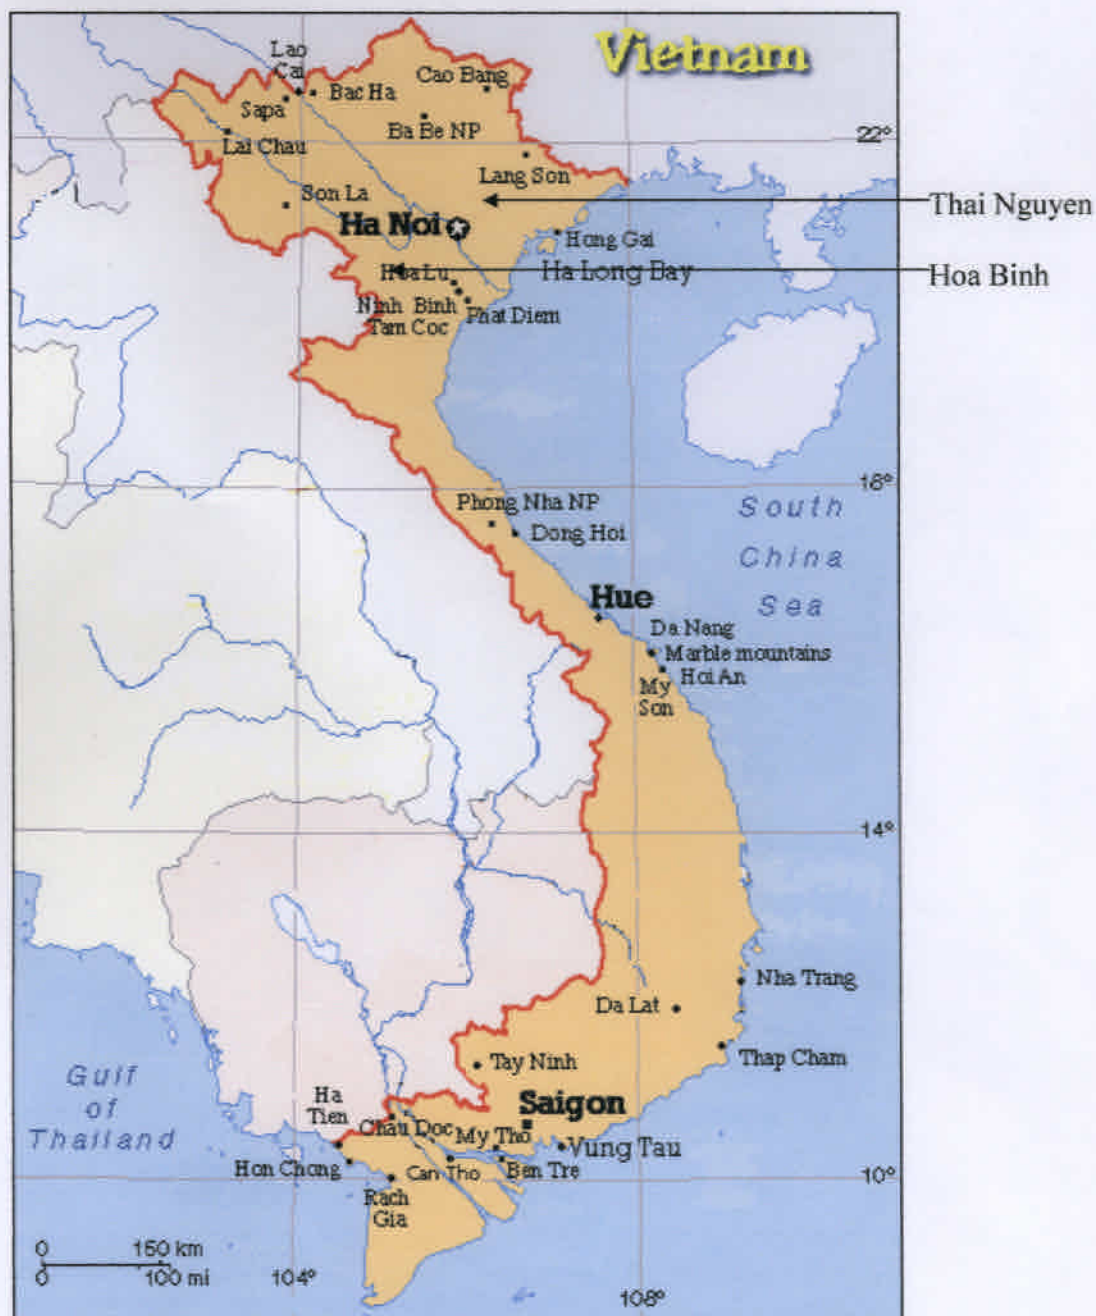 Vietnam
Lao
Cai
Bac Ha
Sapa
Cao Bang
Ba Be NP
Lai Chau
22°
Lang Son
Son La
Thai Nguyen
Ha Noi
Hong Gai
Hoa Lu
Ha Long Bay
Hoa Binh
Ninh Binh
Tam Coc
Phat Diem
18°
Phong Nha NP
Dong Hoi
South
China
Sea
Hue
Da Nang
Marble mountains
Hoi An
My
Son
14°
Nha Trang
Da Lat
Thap Cham
Tay Ninh
Gulf
of
Thailand
Ha
Tien
Saigon
Chau Doc
My Tho
Vung Tau
Hon Chong
Can Tho
Ben Tre
10°
Rach
Gia
0 150 km
0 100 mi
104°
108°